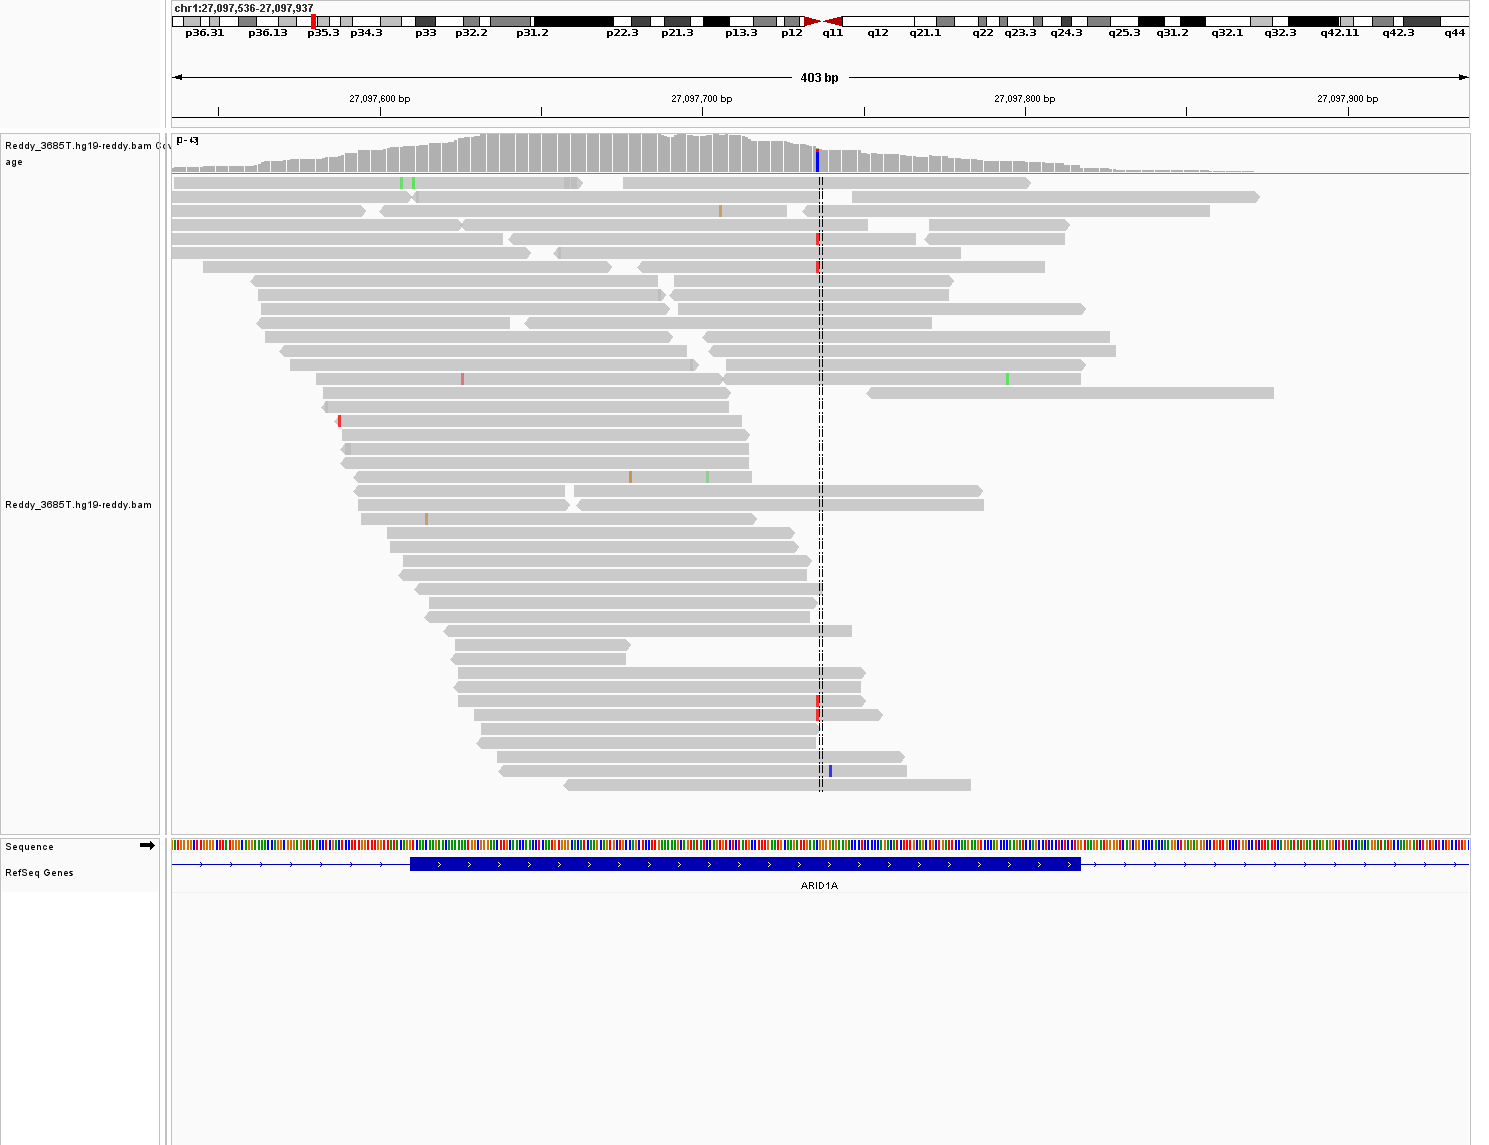 chr1:27,097,536-27,097,937
p36.31 p36.13 p35.3 p34.3 p33 p32.2 p31.2 p22.3 p21.3 p13.3 p12 q11 q12 q21.1 q22 q23.3 q24.3 q25.3 q31.2 q32.1 q32.3 q42.11 q42.3 q44
403 bp
27,097,600 bp 27,097,700 bp 27,097,800 bp 27,097,900 bp
[0 - 43]
Reddy_3685T.hg19-reddy.bam Cov
age
Reddy_3685T.hg19-reddy.bam
Sequence
RefSeq Genes
ARID1A